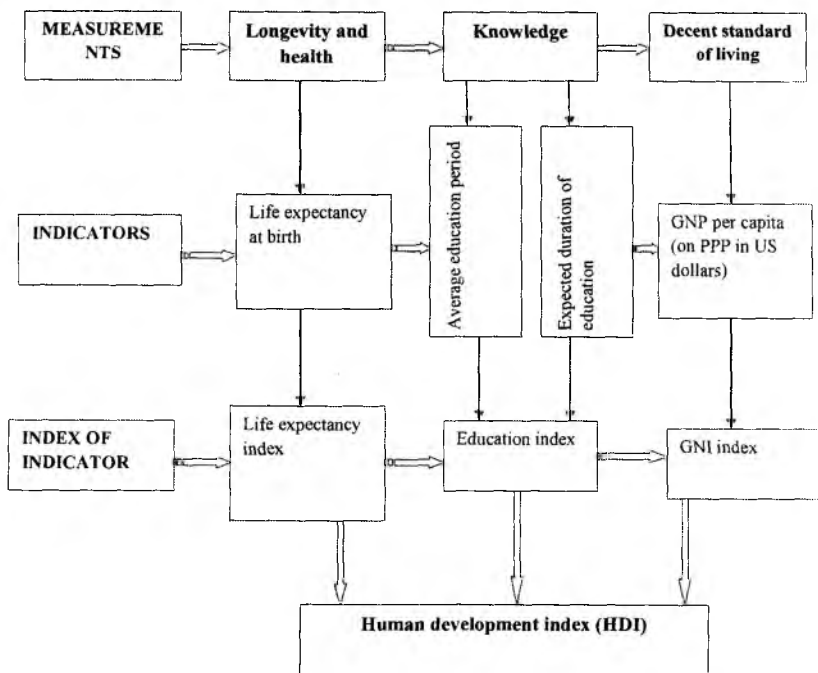 MEASUREME
NTS
Longevity and
health
Knowledge
Decent standard
of living
INDICATORS
Life expectancy
at birth
Average education period
Expected duration of
education
GNP per capita
(on PPP in US
dollars)
INDEX OF
INDICATOR
Life expectancy
index
Education index
GNI index
Human development index (HDI)